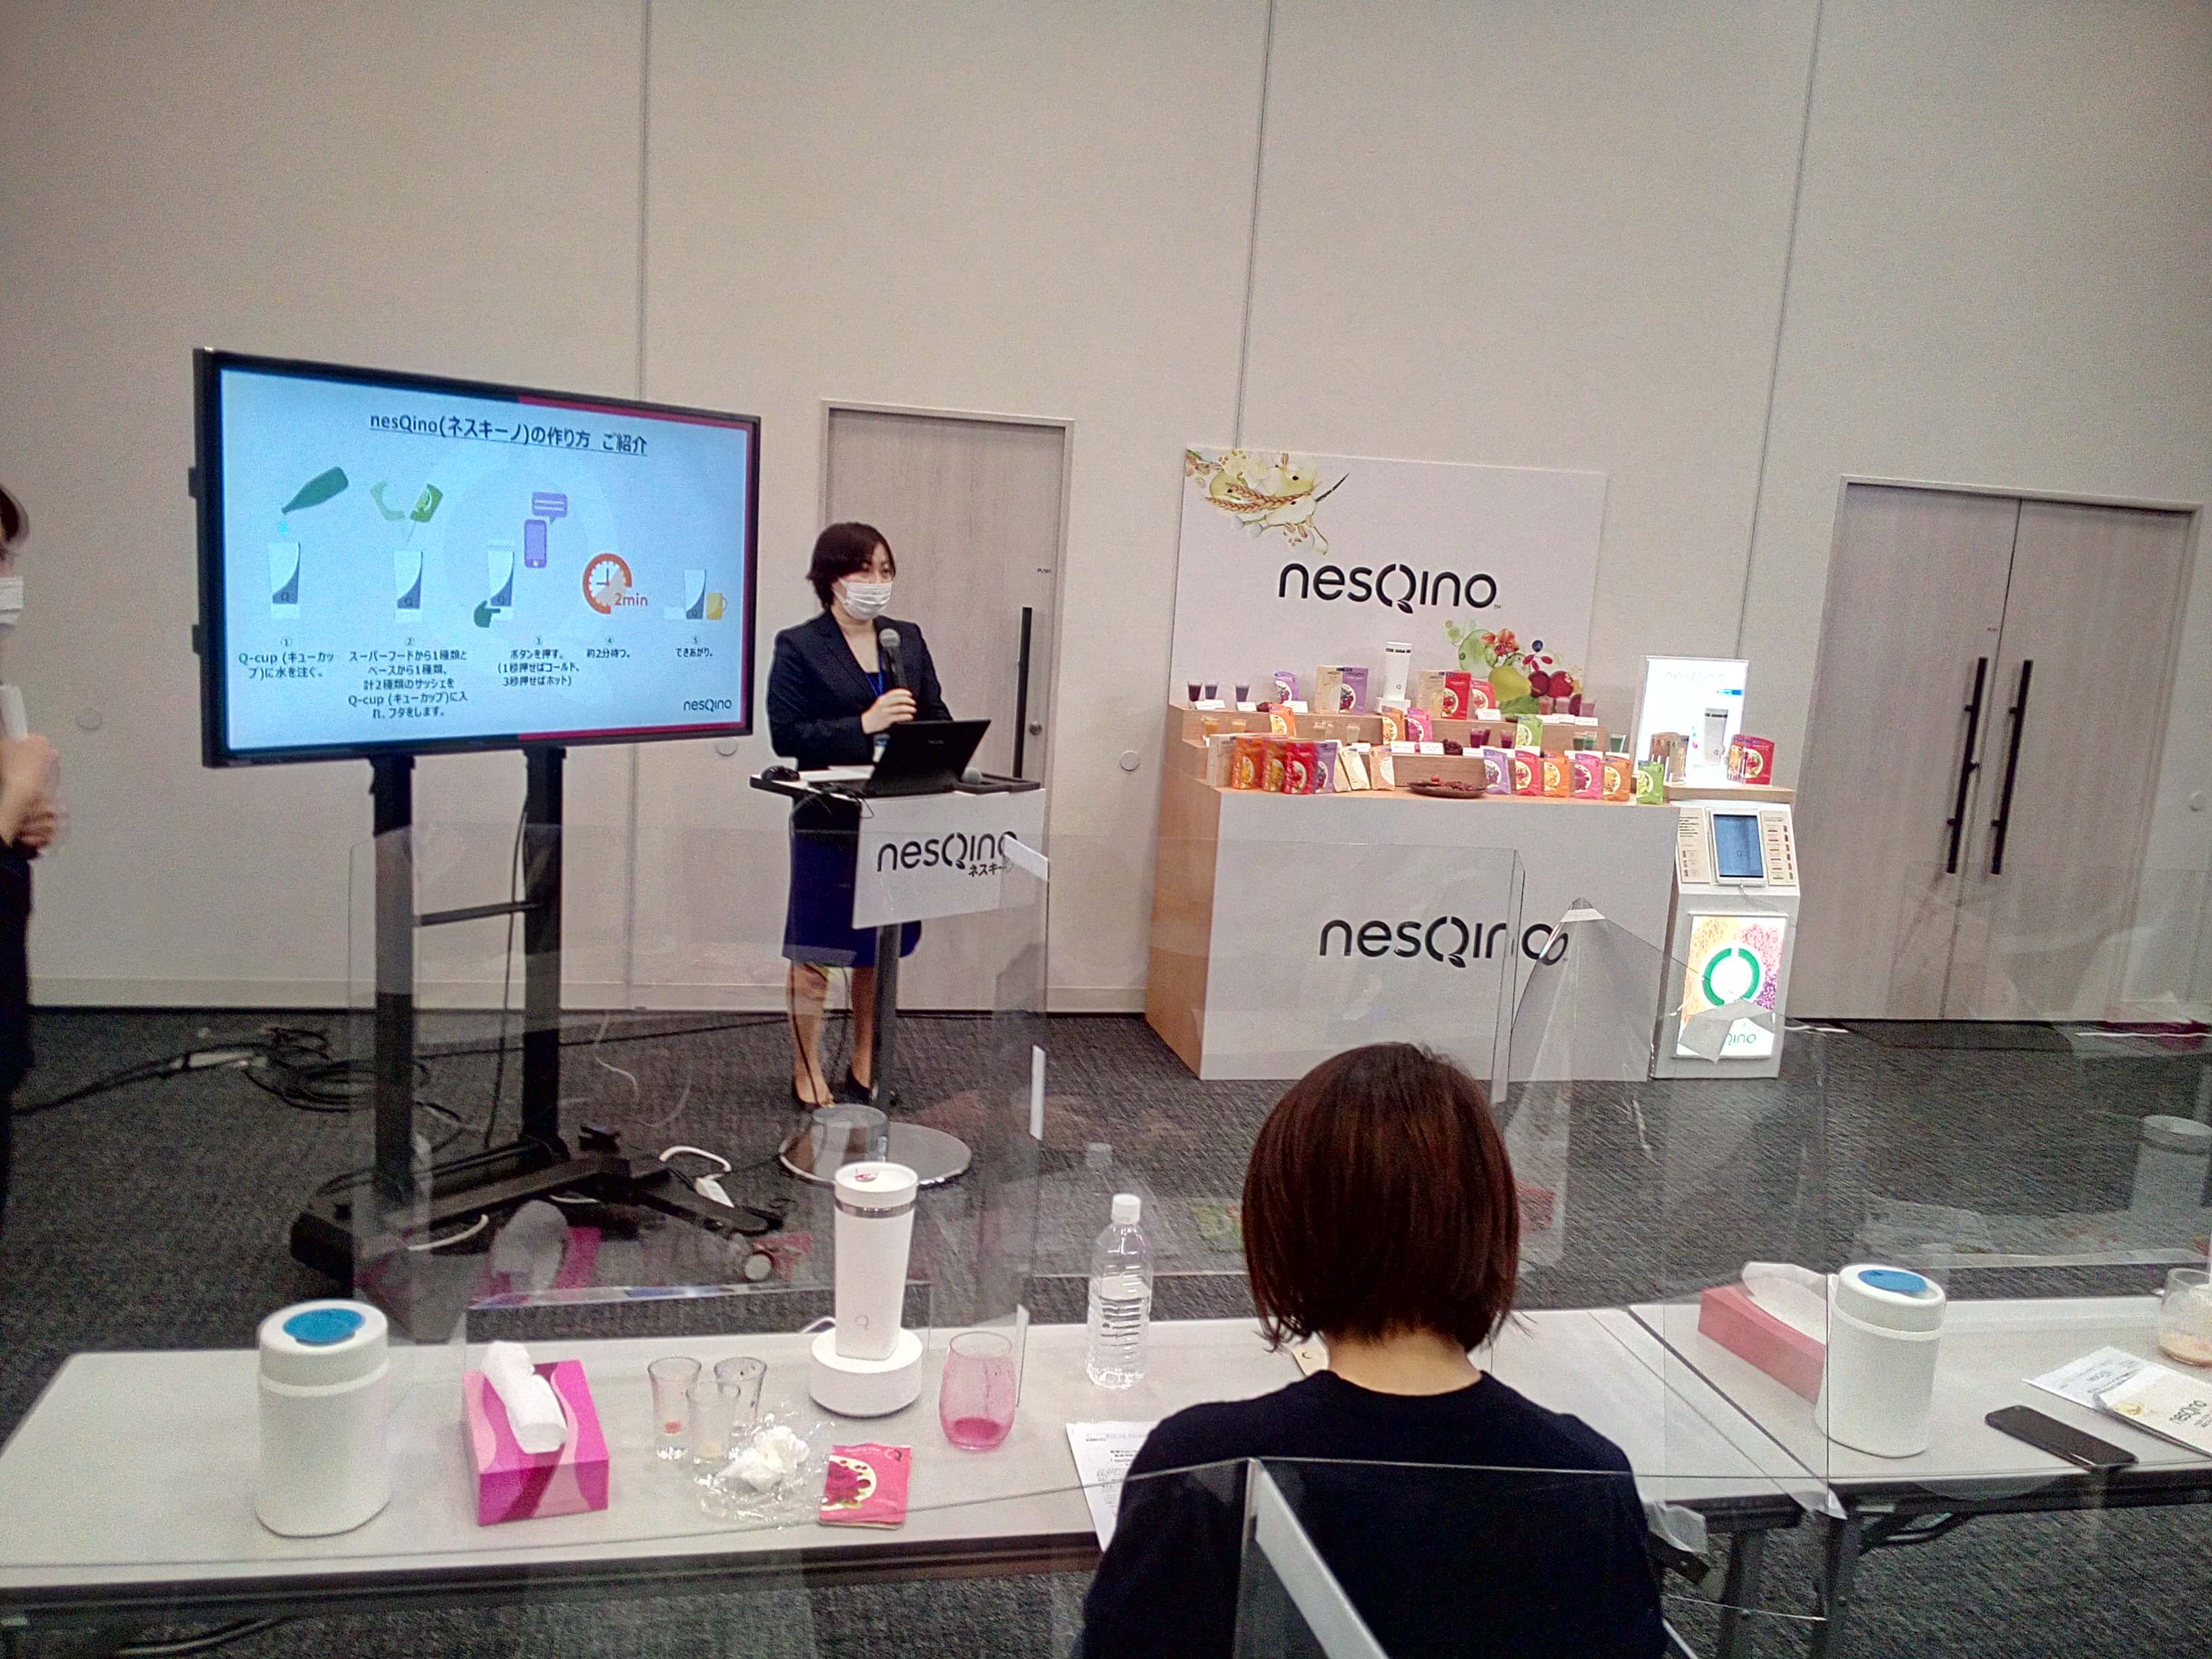 nesQino(ネスキーノ)の作り方 ご紹介
2min
①
Q-cup (キューカッ
プ)に水を注ぐ。
②
スーパーフードから1種類と
ベースから1種類、
計2種類のサッシェを
Q-cup (キューカップ)に入
れ、フタをします。
③
ボタンを押す。
(1秒押せばコールド、
3秒押せばホット)
④
約2分待つ。
⑤
できあがり。
nesQino
nesQino
nesQino
ネスキー
nesQino
nesQino